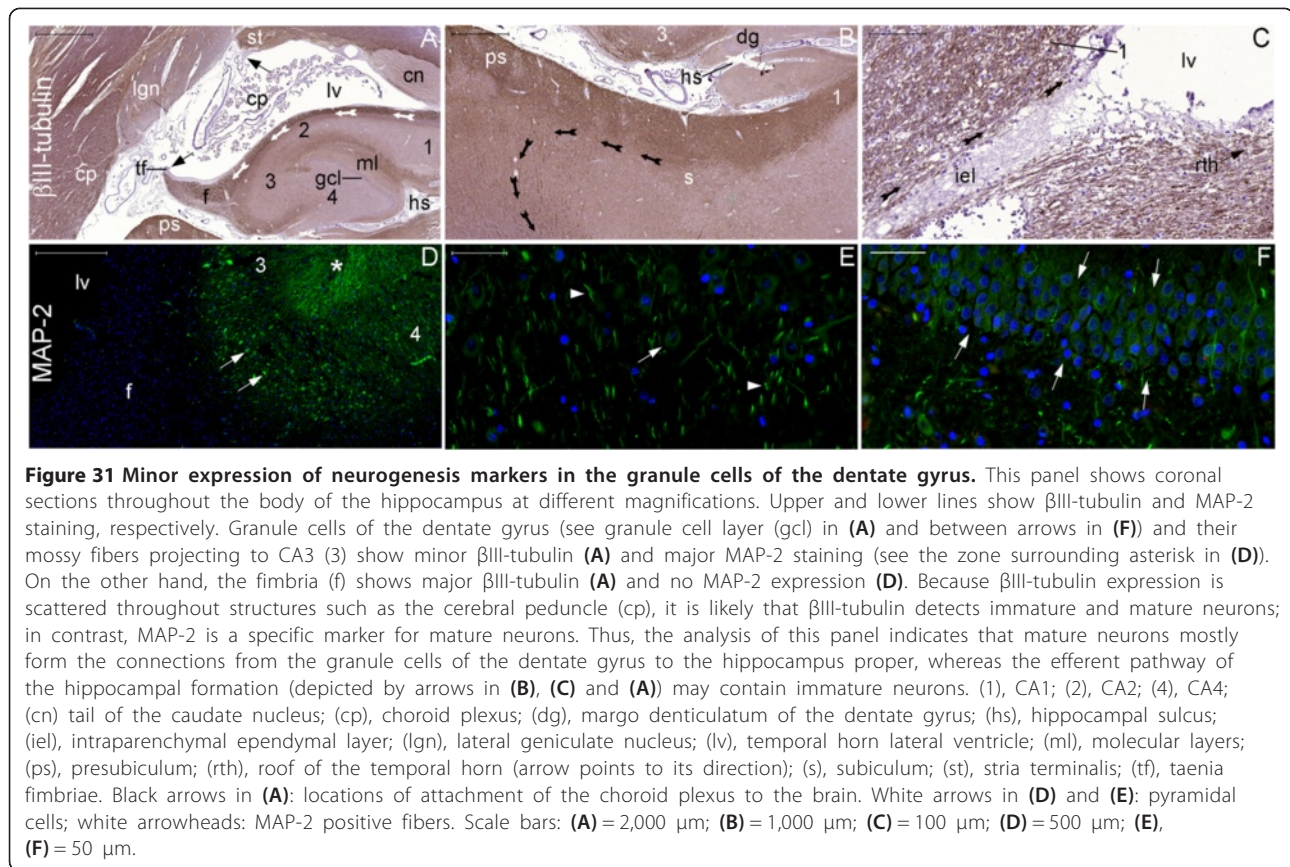 A
st
cn
lgn
cp
lv
2
1
tf
ml
gcl
3
4
f
hs
cp
ps
βIII-tubulin
B
ps
3
dg
hs
1
s
C
1
lv
iel
rth
D
lv
3
*
4
f
MAP-2
E
F
Figure 31 Minor expression of neurogenesis markers in the granule cells of the dentate gyrus. This panel shows coronal
sections throughout the body of the hippocampus at different magnifications. Upper and lower lines show βIII-tubulin and MAP-2
staining, respectively. Granule cells of the dentate gyrus (see granule cell layer (gcl) in (A) and between arrows in (F)) and their
mossy fibers projecting to CA3 (3) show minor βIII-tubulin (A) and major MAP-2 staining (see the zone surrounding asterisk in (D)).
On the other hand, the fimbria (f) shows major βIII-tubulin (A) and no MAP-2 expression (D). Because βIII-tubulin expression is
scattered throughout structures such as the cerebral peduncle (cp), it is likely that βIII-tubulin detects immature and mature neurons;
in contrast, MAP-2 is a specific marker for mature neurons. Thus, the analysis of this panel indicates that mature neurons mostly
form the connections from the granule cells of the dentate gyrus to the hippocampus proper, whereas the efferent pathway of
the hippocampal formation (depicted by arrows in (B), (C) and (A)) may contain immature neurons. (1), CA1; (2), CA2; (4), CA4;
(cn) tail of the caudate nucleus; (cp), choroid plexus; (dg), margo denticulatum of the dentate gyrus; (hs), hippocampal sulcus;
(iel), intraparenchymal ependymal layer; (lgn), lateral geniculate nucleus; (lv), temporal horn lateral ventricle; (ml), molecular layers;
(ps), presubiculum; (rth), roof of the temporal horn (arrow points to its direction); (s), subiculum; (st), stria terminalis; (tf), taenia
fimbriae. Black arrows in (A): locations of attachment of the choroid plexus to the brain. White arrows in (D) and (E): pyramidal
cells; white arrowheads: MAP-2 positive fibers. Scale bars: (A) = 2,000 μm; (B) = 1,000 μm; (C) = 100 μm; (D) = 500 μm; (E),
(F) = 50 μm.